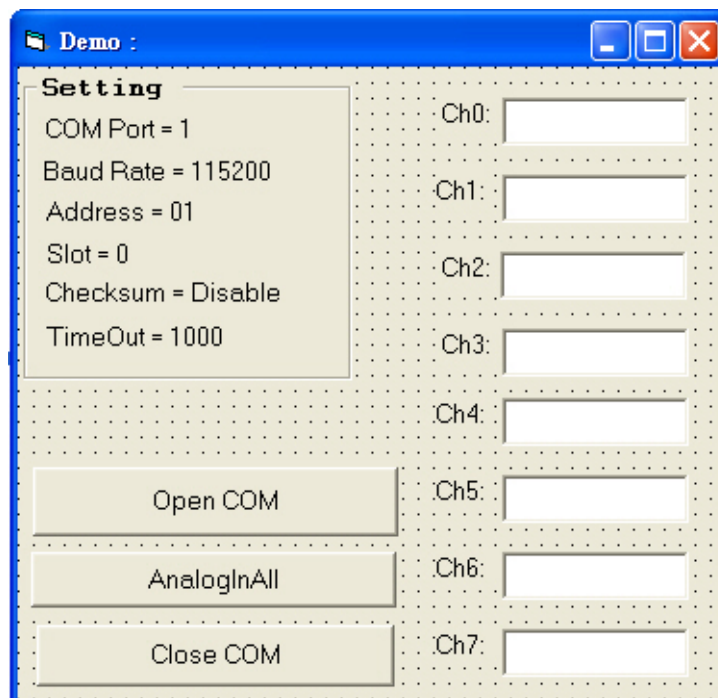 Demo :
Setting
COM Port = 1
Baud Rate = 115200
Address = 01
Slot = 0
Checksum = Disable
TimeOut = 1000
Open COM
AnalogInAll
Close COM
Ch0:
Ch1:
Ch2:
Ch3:
Ch4:
Ch5:
Ch6:
Ch7: